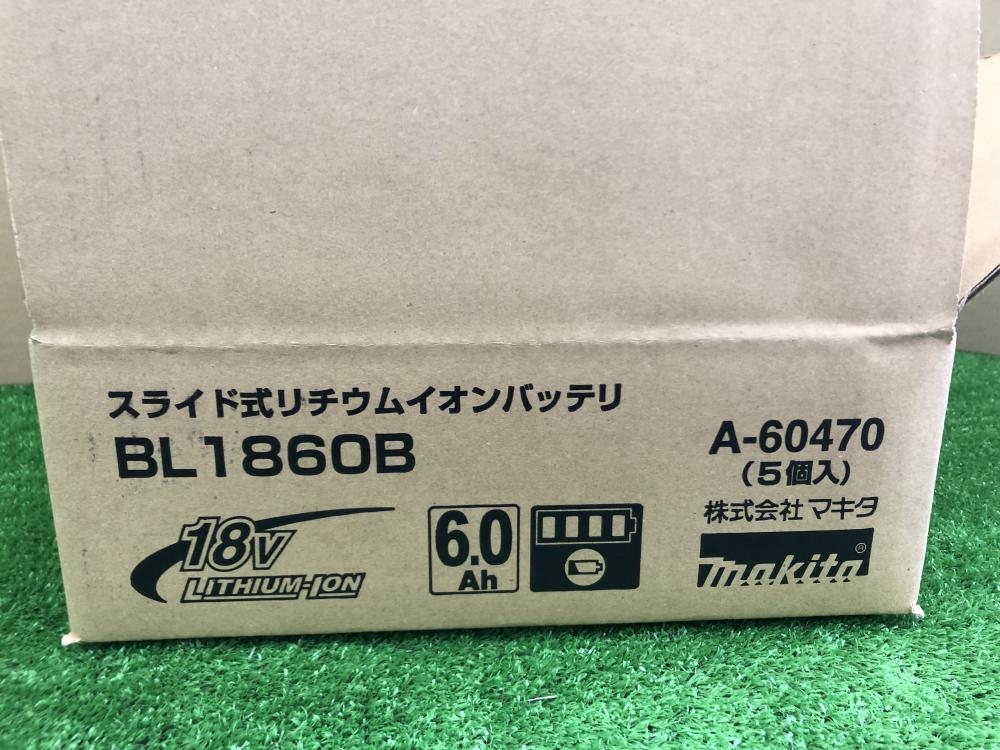 スライド式リチウムイオンバッテリ
BL1860B
A-60470
(5個入)
株式会社マキタ
18V
LITHIUM-ION
6.0
Ah
makita®